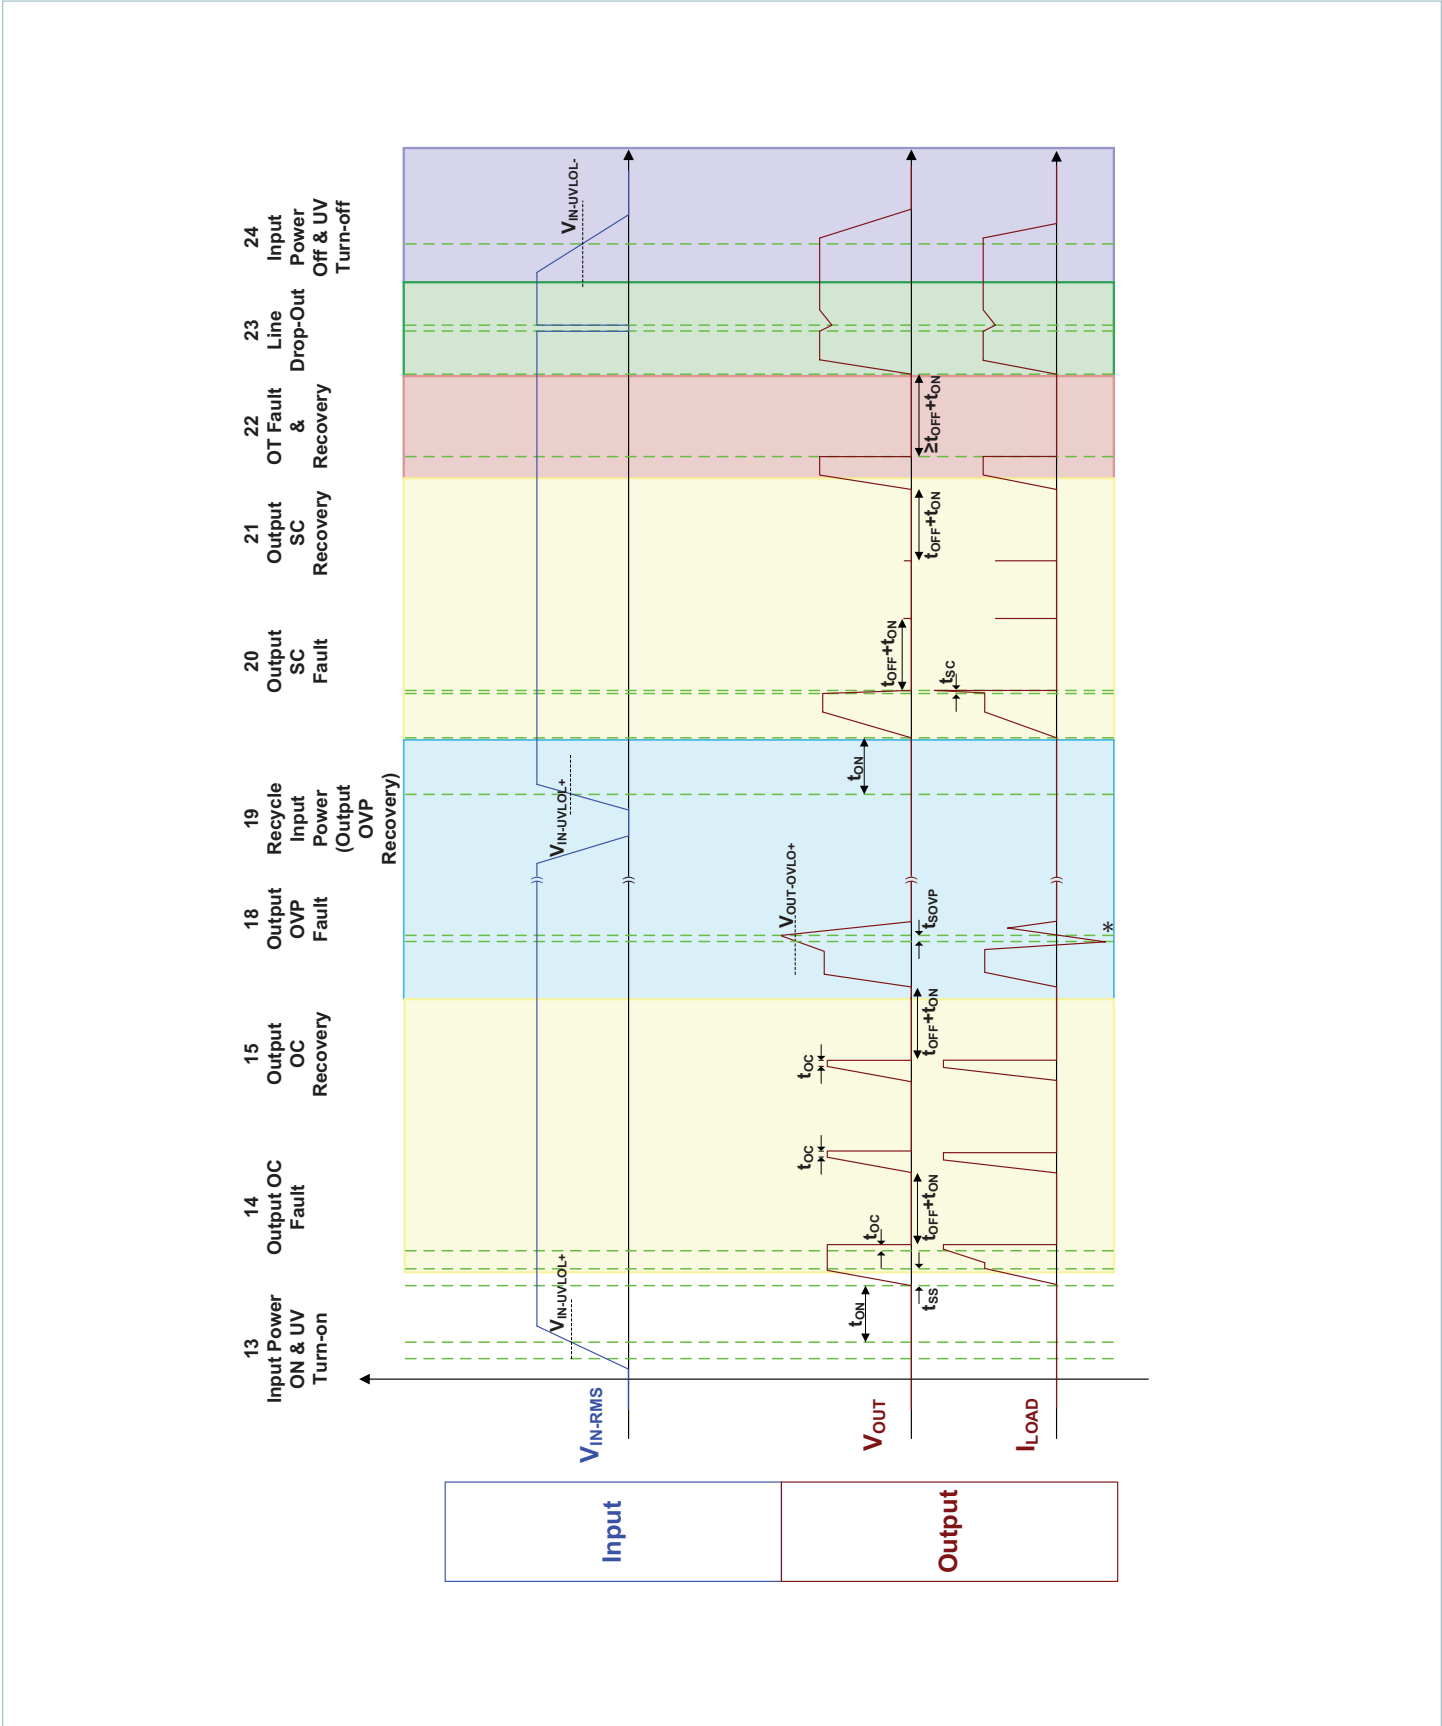 13
Input Power
ON & UV
Turn-on
14
Output OC
Fault
15
Output
OC
Recovery
18
Output
OVP
Fault
19
Recycle
Input
Power
(Output
OVP
Recovery)
20
Output
SC
Fault
21
Output
SC
Recovery
22
OT Fault
&
Recovery
23
Line
Drop-Out
24
Input
Power
Off & UV
Turn-off
Input
VIN-RMS
VIN-UVLOL+
VIN-UVLOL+
VIN-UVLOL-
Output
VOUT
tON
tSS
tOC
tOFF+tON
tOC
tOC
tOFF+tON
VOUT-OVLO+
tSOVP
tON
tOFF+tON
tSC
tOFF+tON
≥tOFF+tON
ILOAD
*